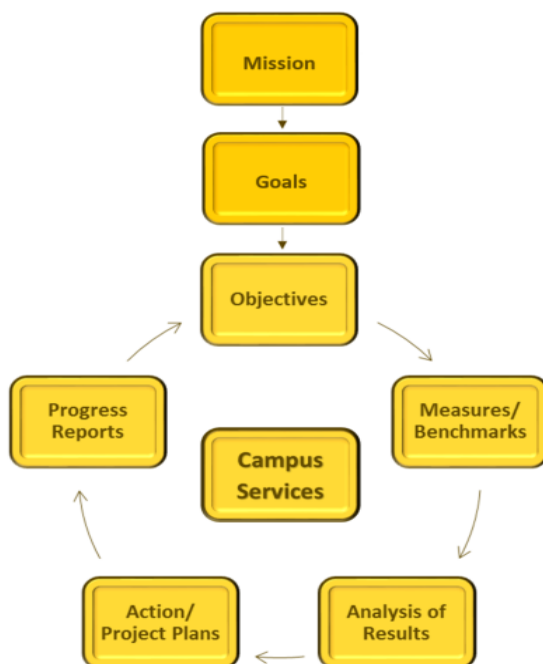 Mission
Goals
Objectives
Progress
Reports
Measures/
Benchmarks
Campus
Services
Action/
Project Plans
Analysis of
Results